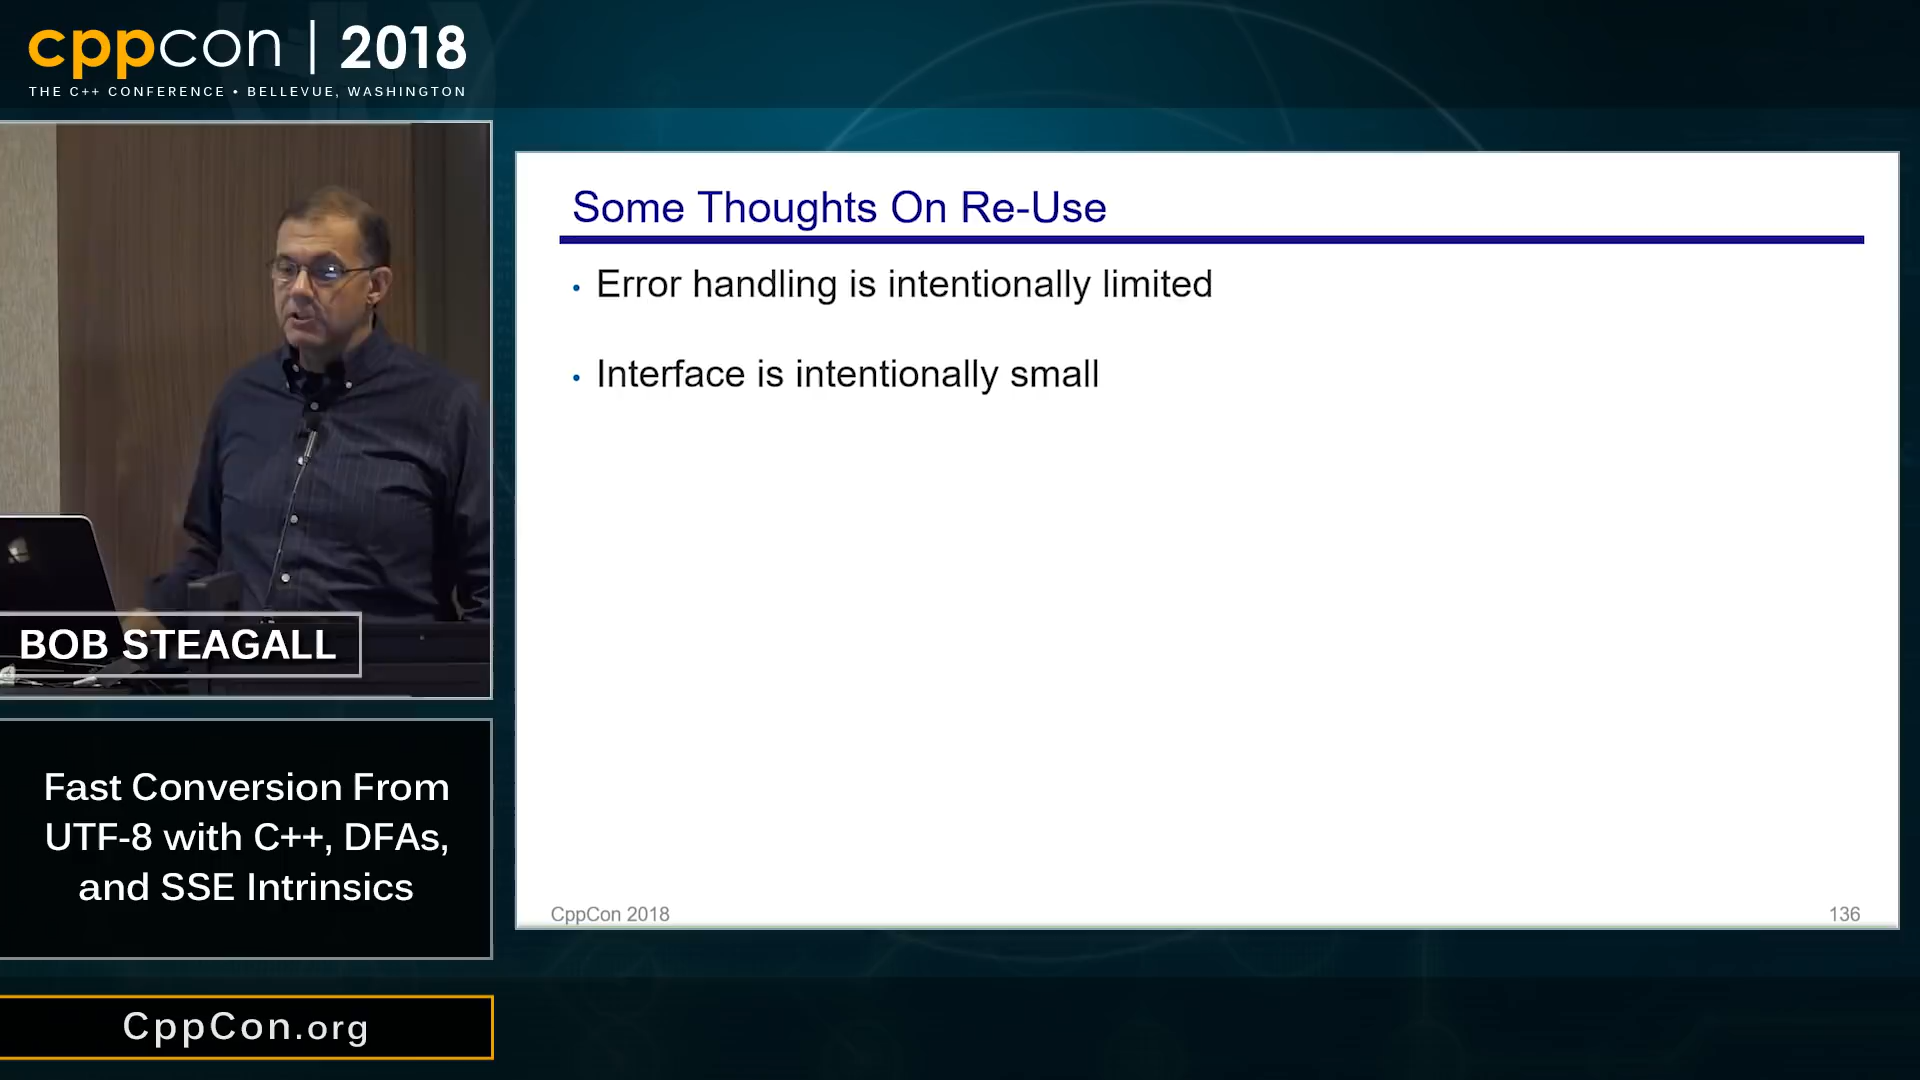 cppcon | 2018
THE C++ CONFERENCE • BELLEVUE, WASHINGTON
BOB STEAGALL
Fast Conversion From
UTF-8 with C++, DFAs,
and SSE Intrinsics
CppCon.org
Some Thoughts On Re-Use
• Error handling is intentionally limited
• Interface is intentionally small
CppCon 2018
136